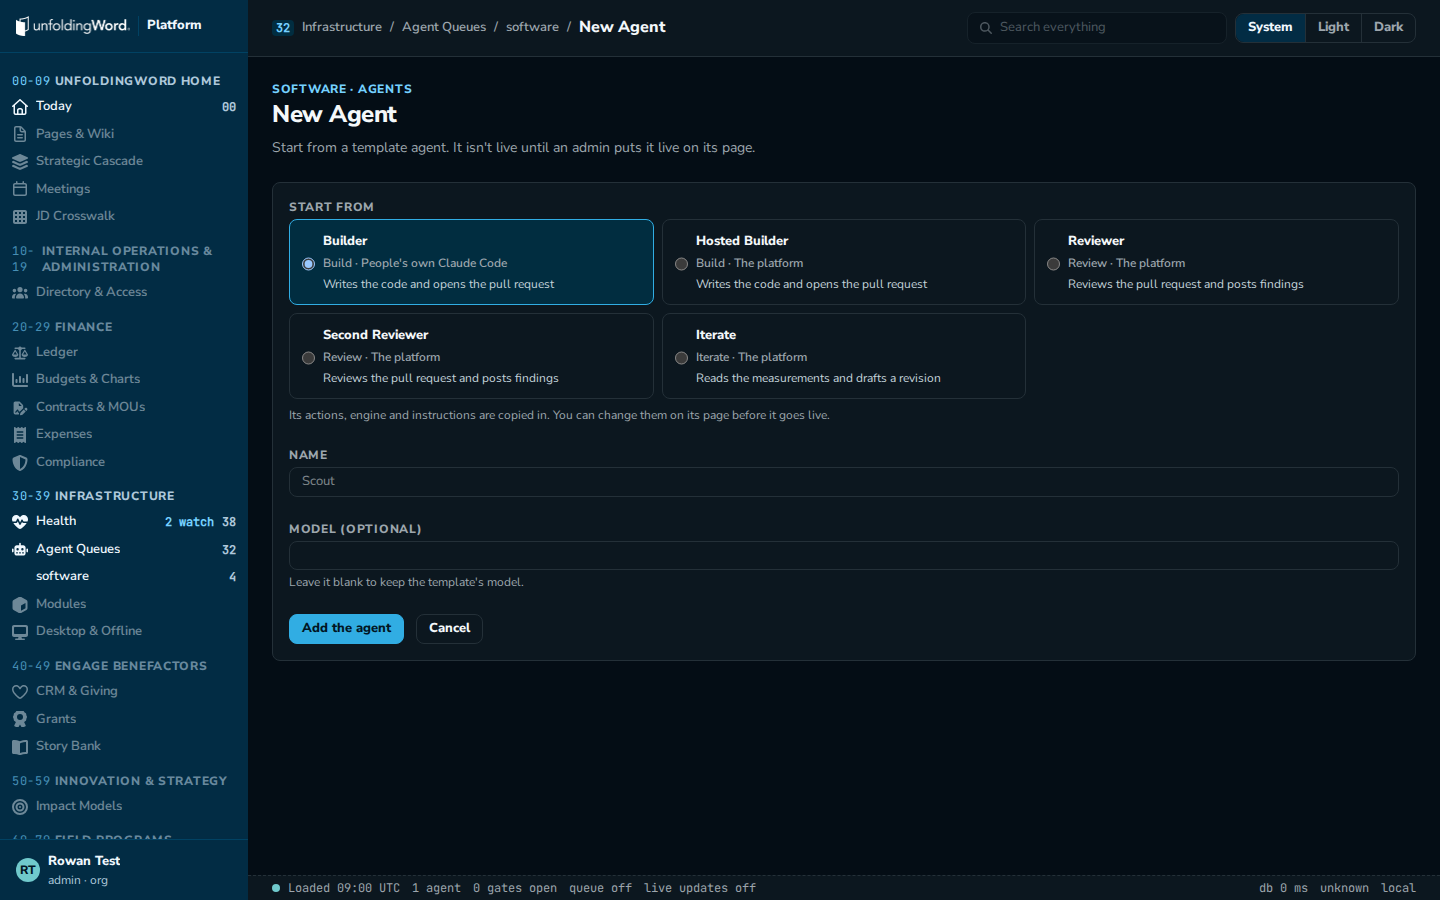 unfoldingWord Platform
32 Infrastructure / Agent Queues / software / New Agent
Search everything
System Light Dark
00-09 UNFOLDINGWORD HOME
Today 00
Pages & Wiki
Strategic Cascade
Meetings
JD Crosswalk
10-19 INTERNAL OPERATIONS & ADMINISTRATION
Directory & Access
20-29 FINANCE
Ledger
Budgets & Charts
Contracts & MOUs
Expenses
Compliance
30-39 INFRASTRUCTURE
Health 2 watch 38
Agent Queues 32
software 4
Modules
Desktop & Offline
40-49 ENGAGE BENEFACTORS
CRM & Giving
Grants
Story Bank
50-59 INNOVATION & STRATEGY
Impact Models
60-70 FIELD PROGRAMS
RT Rowan Test
admin · org
SOFTWARE · AGENTS
New Agent
Start from a template agent. It isn't live until an admin puts it live on its page.
START FROM
Builder
Build · People's own Claude Code
Writes the code and opens the pull request
Hosted Builder
Build · The platform
Writes the code and opens the pull request
Reviewer
Review · The platform
Reviews the pull request and posts findings
Second Reviewer
Review · The platform
Reviews the pull request and posts findings
Iterate
Iterate · The platform
Reads the measurements and drafts a revision
Its actions, engine and instructions are copied in. You can change them on its page before it goes live.
NAME
Scout
MODEL (OPTIONAL)
Leave it blank to keep the template's model.
Add the agent Cancel
Loaded 09:00 UTC 1 agent 0 gates open queue off live updates off
db 0 ms unknown local